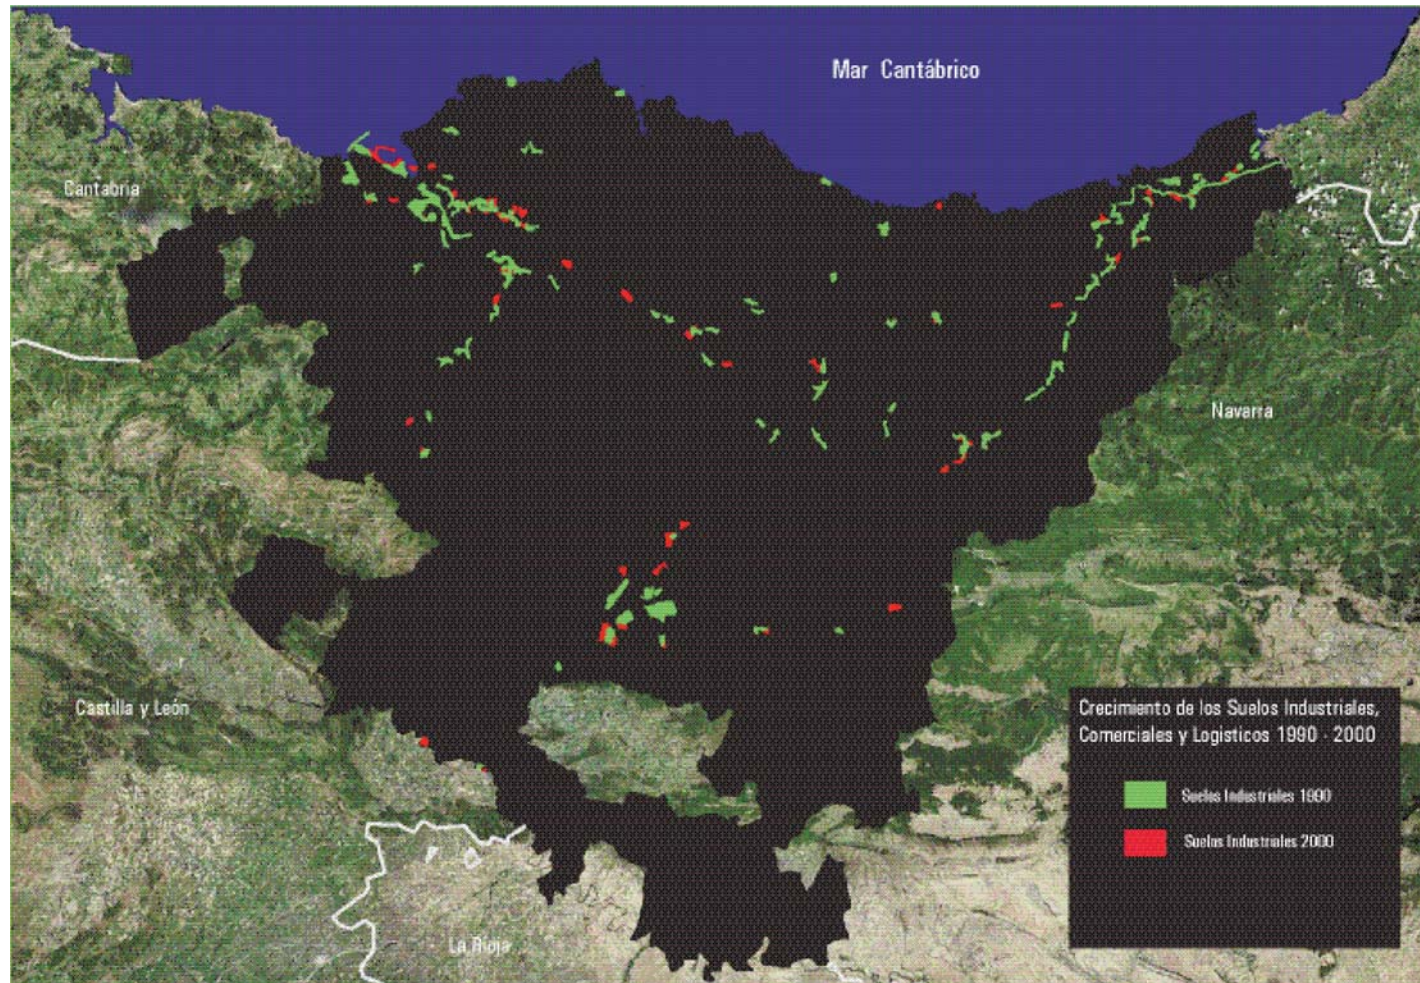 Mar Cantábrico
Cantabria
Navarra
Castilla y León
La Rioja
Crecimiento de los Suelos Industriales,
Comerciales y Logisticos 1990 - 2000
Suelos Industriales 1990
Suelos Industriales 2000